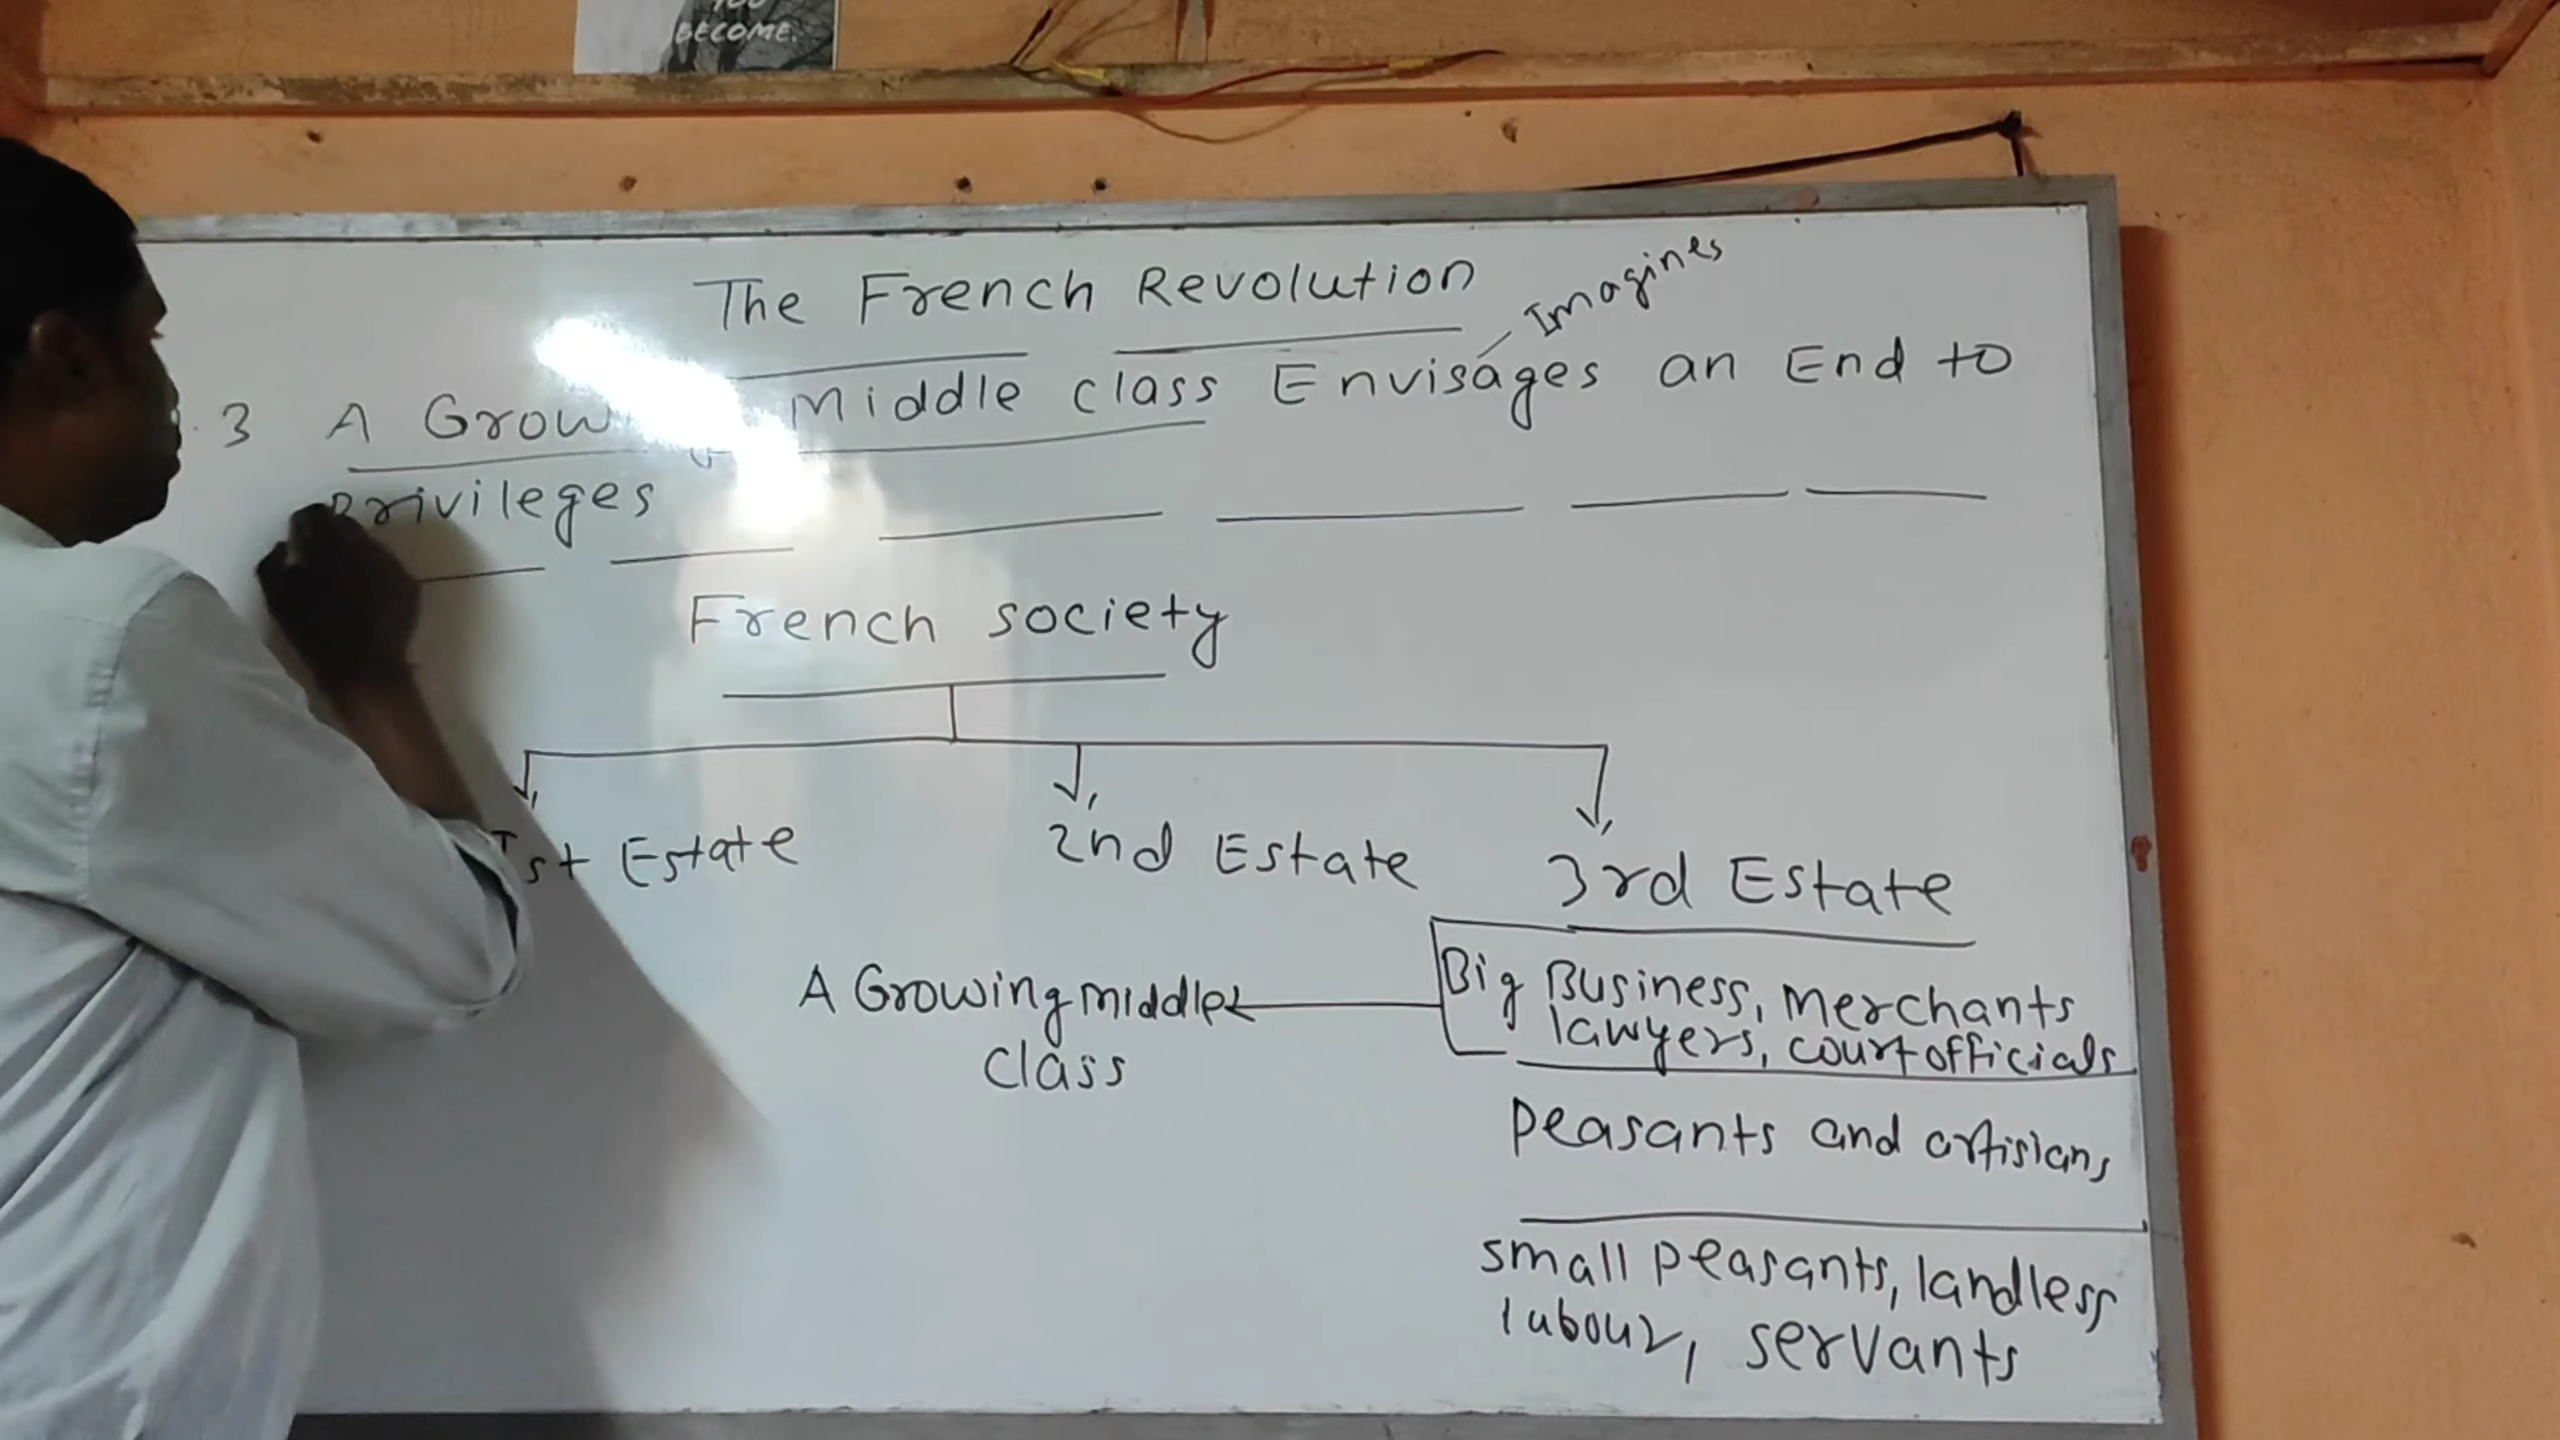 BECOME.
The French Revolution
Imagines
3 A Grow Middle class Envisages an End to
Privileges
French society
Ist Estate
2nd Estate
3rd Estate
A Growing middle
class
Big Business, Merchants
lawyers, court officials
peasants and artisians
small peasants, landless
labour, servants